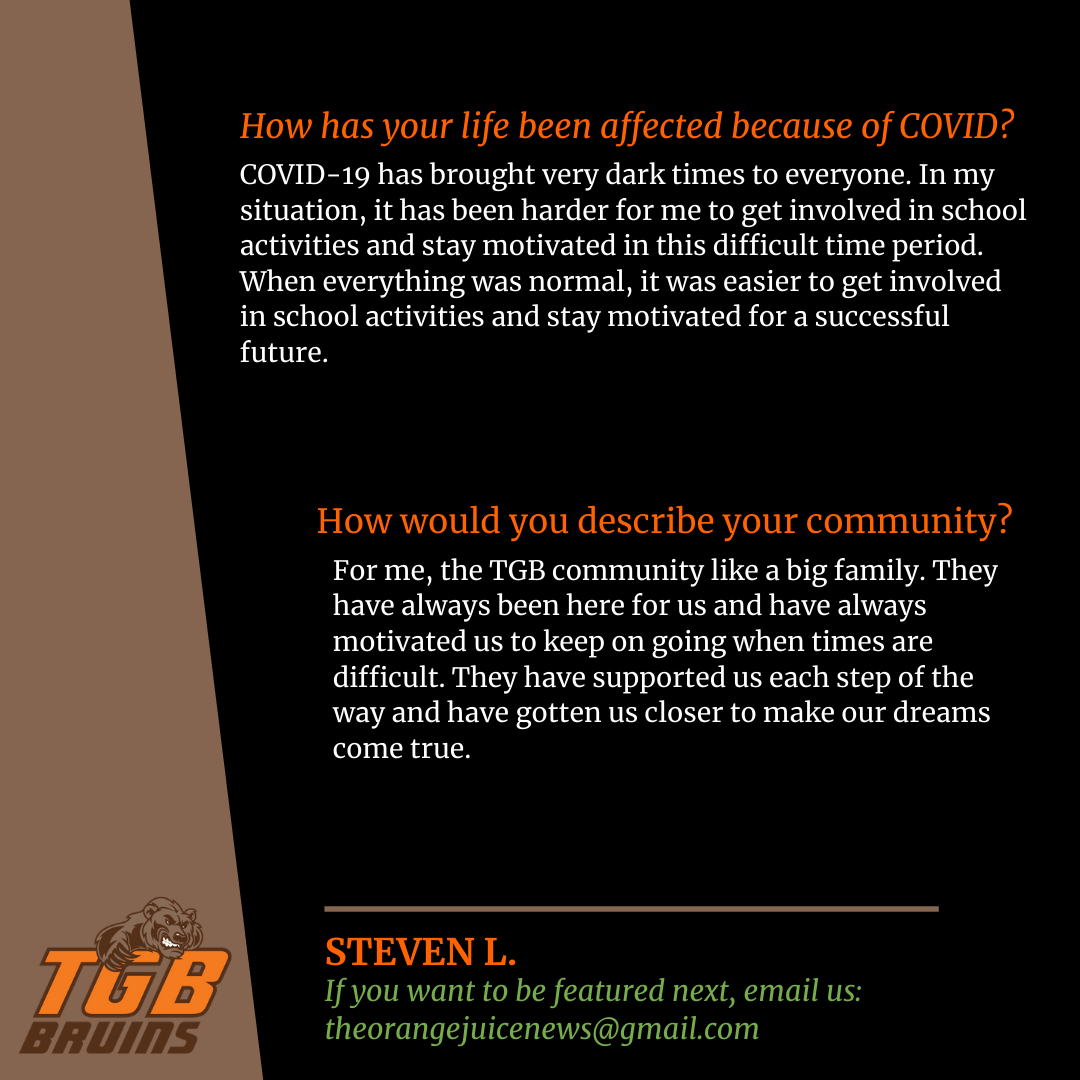 How has your life been affected because of COVID?
COVID-19 has brought very dark times to everyone. In my
situation, it has been harder for me to get involved in school
activities and stay motivated in this difficult time period.
When everything was normal, it was easier to get involved
in school activities and stay motivated for a successful
future.
How would you describe your community?
For me, the TGB community like a big family. They
have always been here for us and have always
motivated us to keep on going when times are
difficult. They have supported us each step of the
way and have gotten us closer to make our dreams
come true.
STEVEN L.
If you want to be featured next, email us:
theorangejuicenews@gmail.com
TGB
BRUINS